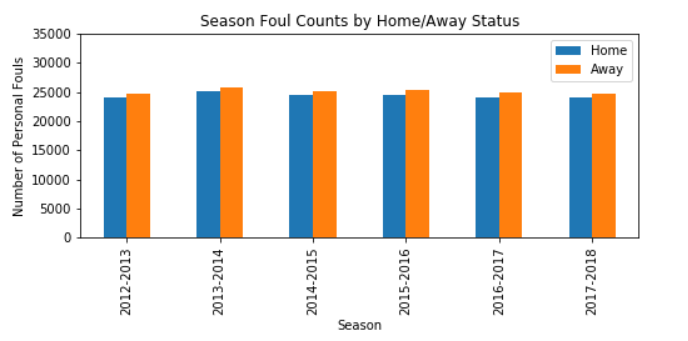 Season Foul Counts by Home/Away Status
Number of Personal Fouls
35000
30000
25000
20000
15000
10000
5000
0
Home
Away
2012-2013
2013-2014
2014-2015
2015-2016
2016-2017
2017-2018
Season